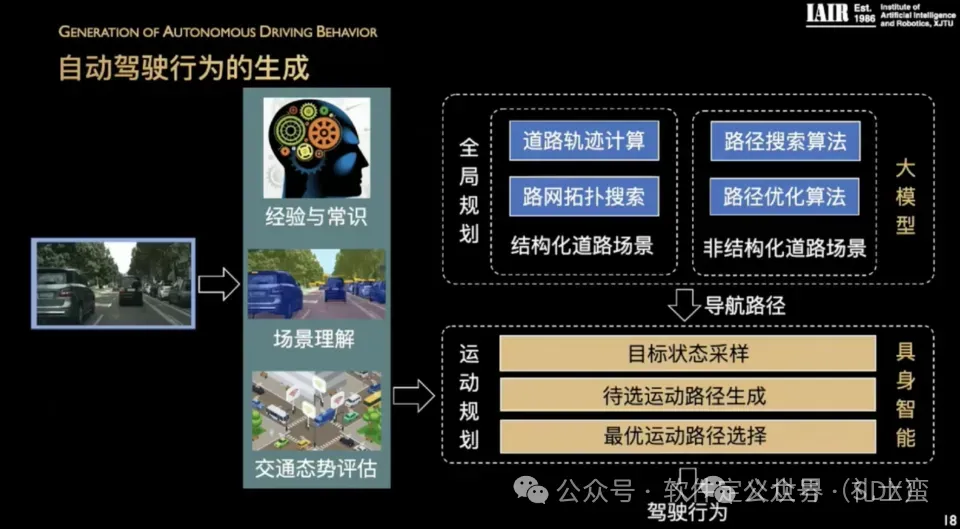 GENERATION OF AUTONOMOUS DRIVING BEHAVIOR
IAIR Est. 1986 Institute of Artificial Intelligence and Robotics, XJTU
自动驾驶行为的生成
经验与常识
场景理解
交通态势评估
全局规划
道路轨迹计算
路网拓扑搜索
结构化道路场景
路径搜索算法
路径优化算法
非结构化道路场景
大模型
导航路径
运动规划
目标状态采样
待选运动路径生成
最优运动路径选择
具身智能
驾驶行为
公众号 · 软件定义世界（SDX）
公众号 · 礼士蛮
18